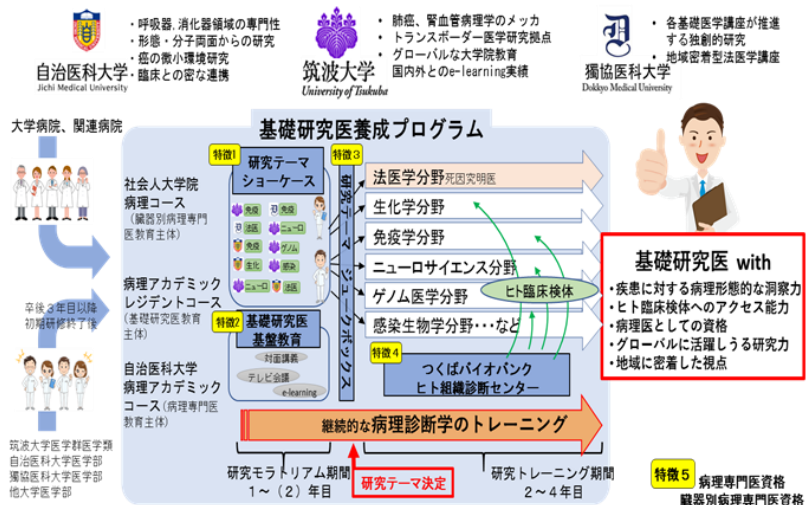 自治医科大学
Jichi Medical University
・呼吸器.消化器領域の専門性
・形態・分子両面からの研究
・癌の微小環境研究
・臨床との密な連携
筑波大学
University of Tsukuba
・肺癌、腎血管病理学のメッカ
・トランスボーダー医学研究拠点
・グローバルな大学院教育
国内外とのe-learning実績
獨協医科大学
Dokkyo Medical University
・各基礎医学講座が推進
する独創的研究
・地域密着型法医学講座
大学病院、関連病院
卒後3年目以降
初期研修終了後
筑波大学医学群医学類
自治医科大学医学部
獨協医科大学医学部
他大学医学部
基礎研究医養成プログラム
社会人大学院
病理コース
(臓器別病理専門
医教育主体)
病理アカデミック
レジデントコース
(基礎研究医教育
主体)
自治医科大学
病理アカデミック
コース(病理専門医
教育主体)
特徴1
研究テーマ
ショーケース
免疫
免疫
法医
ニューロ
免疫
ゲノム
生化
感染
ニューロ
法医
特徴2
基礎研究医
基盤教育
対面講義
テレビ会議
e-learning
特徴3
研究テーマ ジュークボックス
法医学分野死因究明医
生化学分野
免疫学分野
ニューロサイエンス分野
ゲノム医学分野
感染生物学分野・・・など
ヒト臨床検体
特徴4
つくばバイオバンク
ヒト組織診断センター
継続的な病理診断学のトレーニング
研究モラトリアム期間
1～(2)年目
研究テーマ決定
研究トレーニング期間
2～4年目
基礎研究医 with
・疾患に対する病理形態的な洞察力
・ヒト臨床検体へのアクセス能力
・病理医としての資格
・グローバルに活躍しうる研究力
・地域に密着した視点
特徴5
病理専門医資格
臓器別病理専門医資格